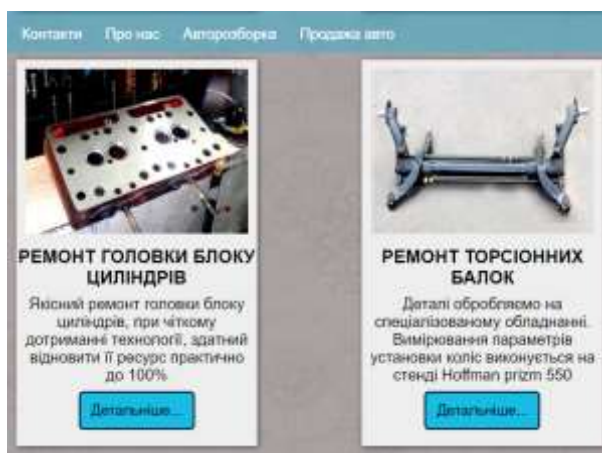 Контакти Про нас Авторозборка Продажа авто
РЕМОНТ ГОЛОВКИ БЛОКУ
ЦИЛІНДРІВ
Якісний ремонт головки блоку
циліндрів, при чіткому
дотриманні технології, здатний
відновити її ресурс практично
до 100%
Детальніше...
РЕМОНТ ТОРСІОННИХ
БАЛОК
Деталі обробляємо на
спеціалізованому обладнанні.
Вимірювання параметрів
установки коліс виконується на
стенді Hoffman prizm 550
Детальніше...